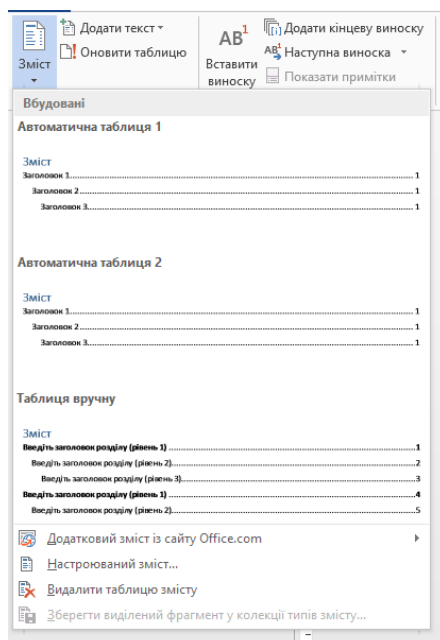 Зміст
Додати текст
Оновити таблицю
AB1
Вставити
виноску
Додати кінцеву виноску
Наступна виноска
Показати примітки
Вбудовані
Автоматична таблиця 1
Зміст
Заголовок 1.....1
Заголовок 2.....1
Заголовок 3.....1
Автоматична таблиця 2
Зміст
Заголовок 1.....1
Заголовок 2.....1
Заголовок 3.....1
Таблиця вручну
Зміст
Введіть заголовок розділу (рівень 1).....1
Введіть заголовок розділу (рівень 2).....2
Введіть заголовок розділу (рівень 3).....3
Введіть заголовок розділу (рівень 1).....4
Введіть заголовок розділу (рівень 2).....5
Додатковий зміст із сайту Office.com
Настроюваний зміст...
Видалити таблицю змісту
Зберегти виділений фрагмент у колекції типів змісту...